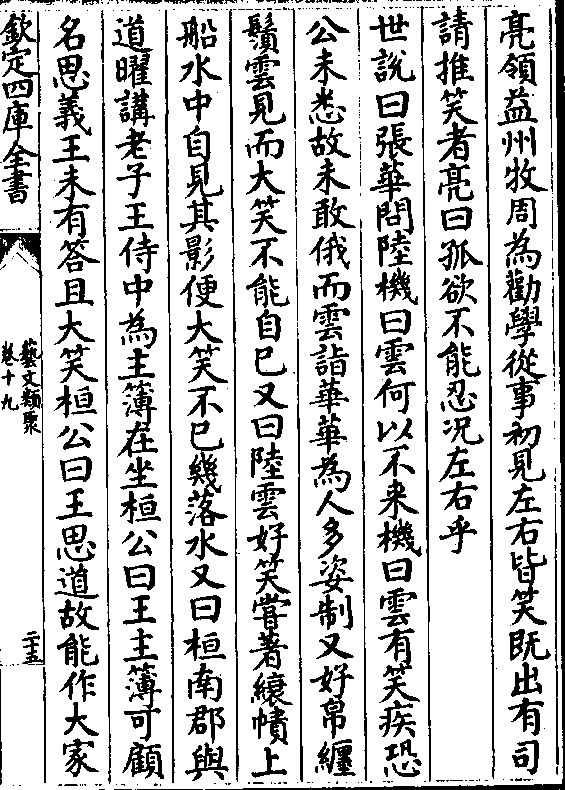 亮領益州牧周為勸學從事初見左右皆笑既出有司
請推笑者亮曰孤欲不能忍况左右乎
世說曰張華問陸機曰雲何以不來機曰雲有笑疾恐
公未悉故未敢俄而雲詣華華為人多姿制又好帛纒
鬚雲見而大笑不能自已又曰陸雲好笑嘗著縗幘上
船水中自見其影便大笑不已幾落水又曰桓南郡與
道曜講老子王侍中為主簿在坐桓公曰王主簿可顧
名思義王未有答且大笑桓公曰王思道故能作大家
欽定四庫全書
藝文類聚
卷十九
二十五